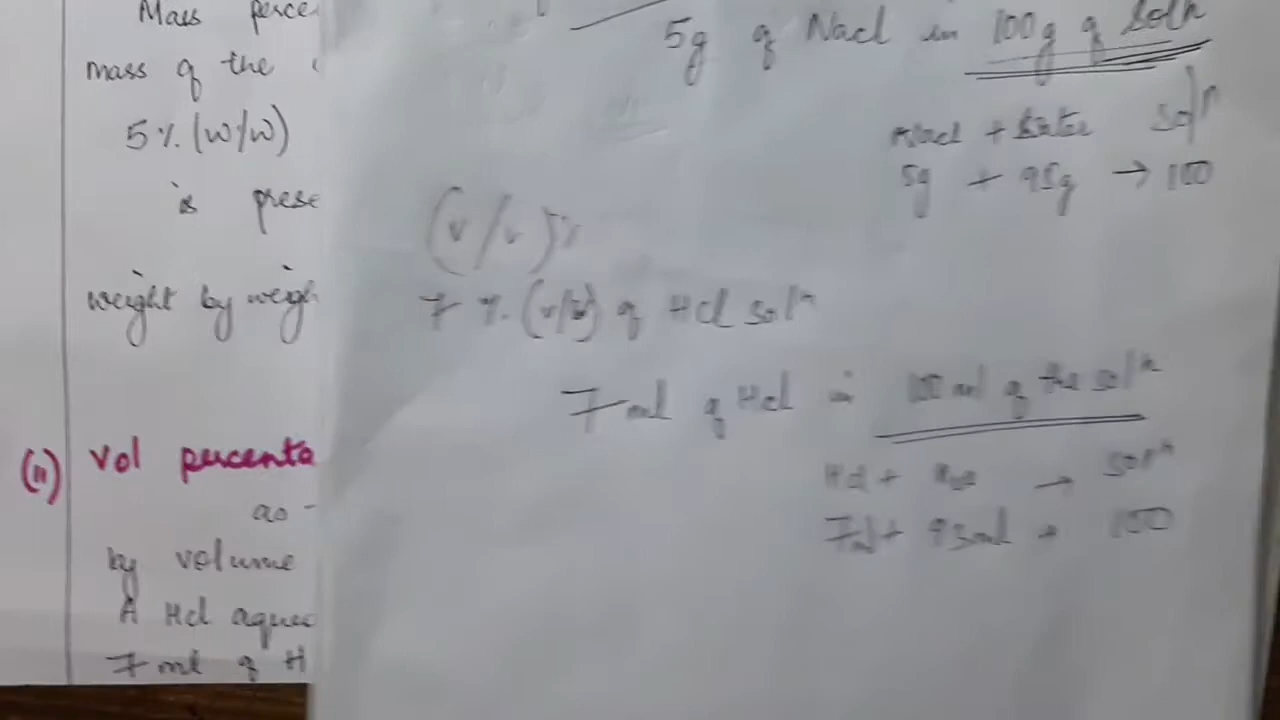 Mass perce
mass of the
5%. (w/w)
is prese
weight by weigh
(ii) Vol percenta
as -
by volume
A Hcl aqueo
7 ml of H
5g of Nacl in 100g of soln
Nacl + water soln
5g + 95g → 100
(v/v)%
7 %. (v/v) of Hcl soln
7 ml of Hcl in 100 ml of the soln
Hcl + → soln
7ml + 93ml → 100